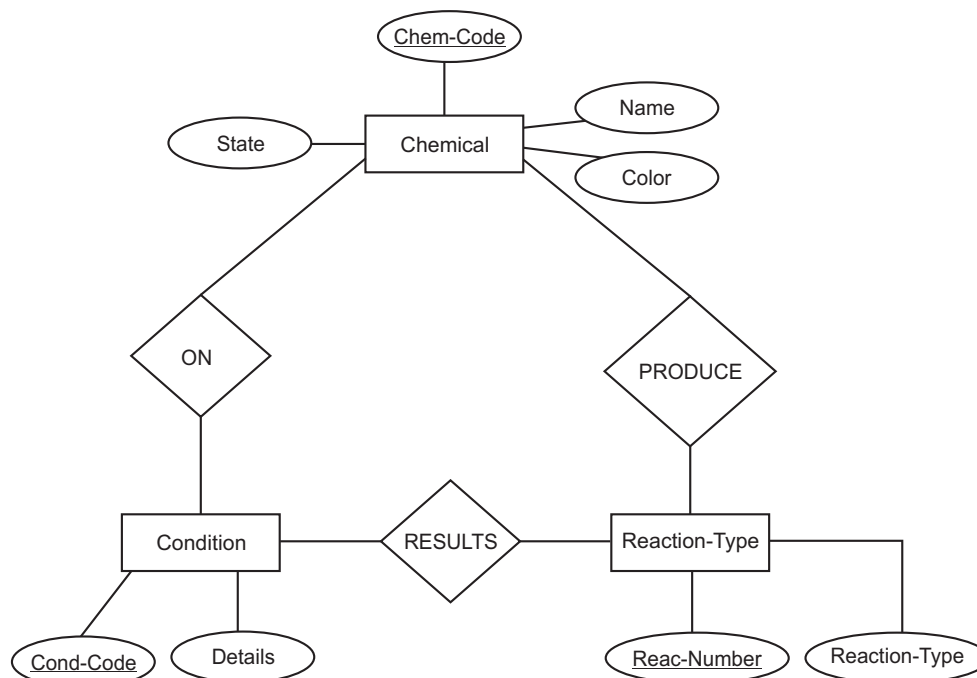 Chem-Code
Name
State
Chemical
Color
ON
PRODUCE
Condition
RESULTS
Reaction-Type
Cond-Code
Details
Reac-Number
Reaction-Type